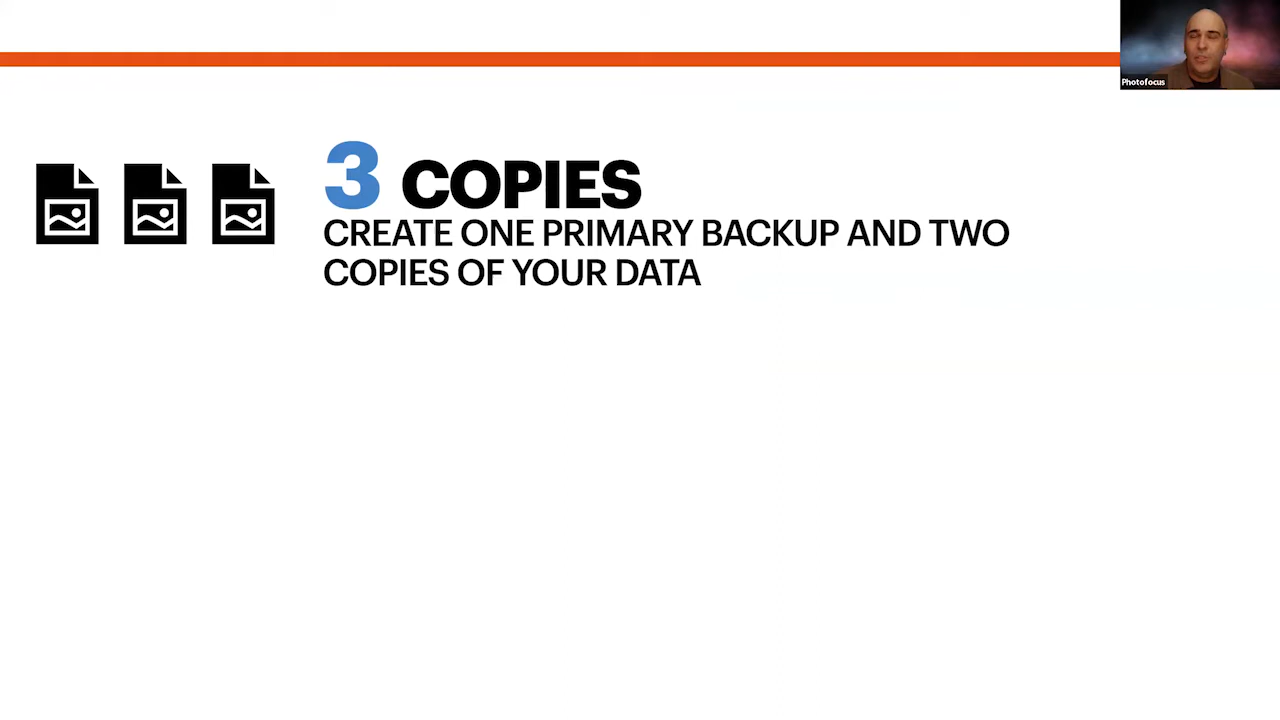 Photofocus
3 COPIES
CREATE ONE PRIMARY BACKUP AND TWO
COPIES OF YOUR DATA